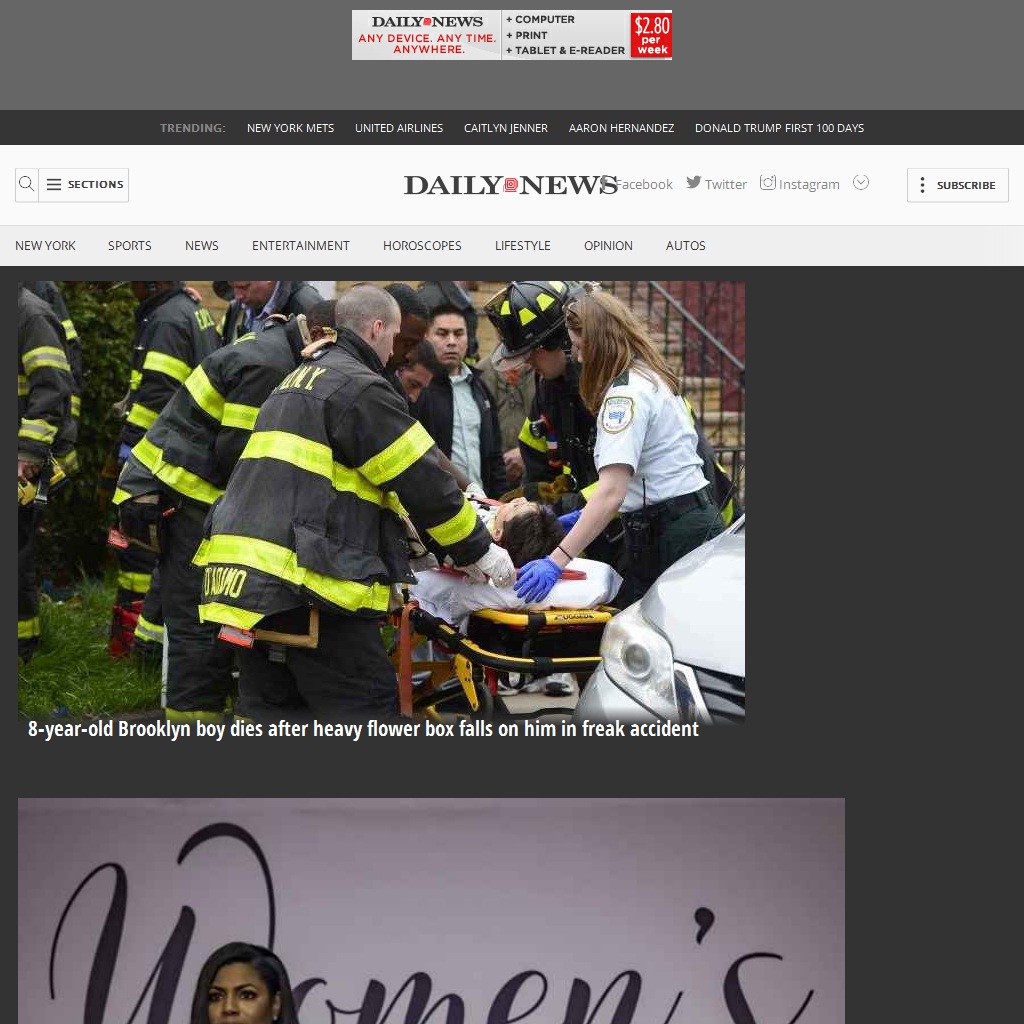 DAILY NEWS
ANY DEVICE. ANY TIME.
ANYWHERE.
+ COMPUTER
+ PRINT
+ TABLET & E-READER
$2.80
per
week
TRENDING: NEW YORK METS UNITED AIRLINES CAITLYN JENNER AARON HERNANDEZ DONALD TRUMP FIRST 100 DAYS
SECTIONS
DAILY NEWS
Facebook Twitter Instagram
SUBSCRIBE
NEW YORK SPORTS NEWS ENTERTAINMENT HOROSCOPES LIFESTYLE OPINION AUTOS
D'ADAMO
RUGGED
8-year-old Brooklyn boy dies after heavy flower box falls on him in freak accident
Women's